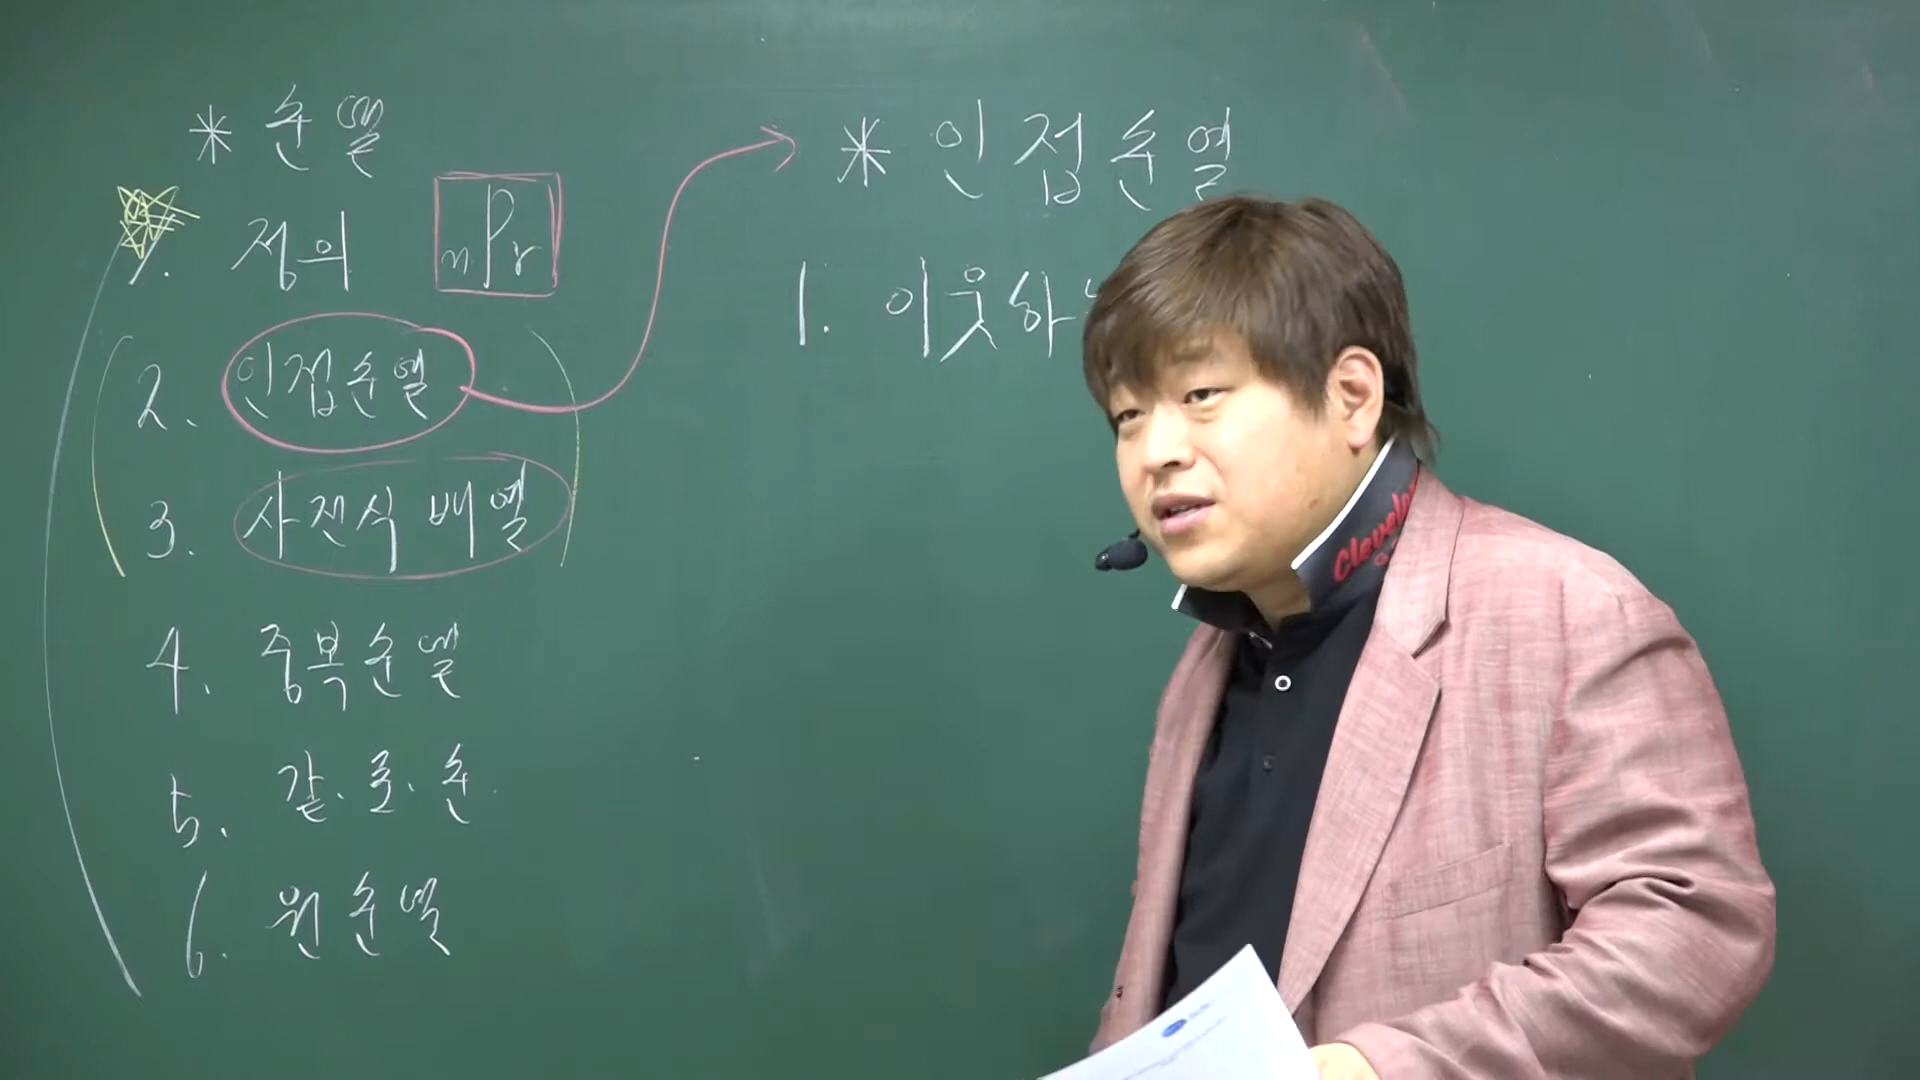 * 순열
1. 정의 nPr
2. 인접순열
3. 사전식 배열
4. 중복순열
5. 같.로.순.
6. 원순열
* 인접순열
1. 이웃하